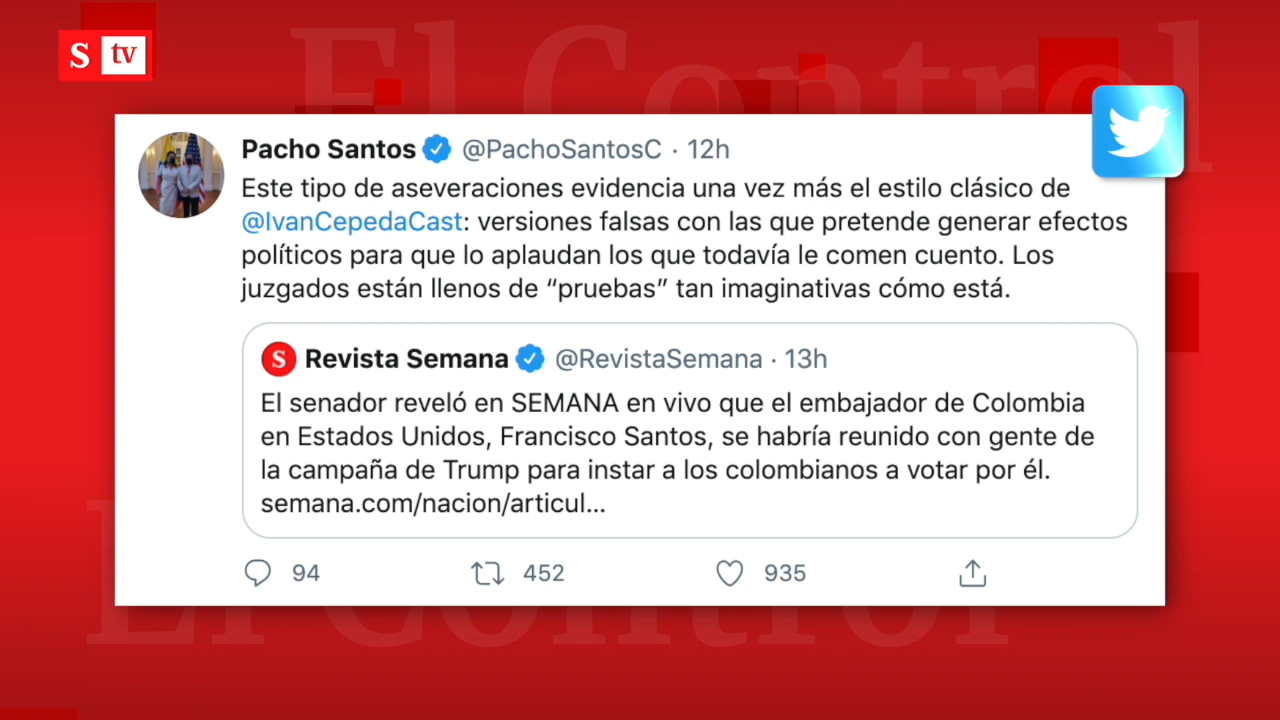 S tv
El Control
Pacho Santos @PachoSantosC · 12h
Este tipo de aseveraciones evidencia una vez más el estilo clásico de
@IvanCepedaCast: versiones falsas con las que pretende generar efectos
políticos para que lo aplaudan los que todavía le comen cuento. Los
juzgados están llenos de “pruebas” tan imaginativas cómo está.
S Revista Semana @RevistaSemana · 13h
El senador reveló en SEMANA en vivo que el embajador de Colombia
en Estados Unidos, Francisco Santos, se habría reunido con gente de
la campaña de Trump para instar a los colombianos a votar por él.
semana.com/nacion/articul...
94 452 935
El Control